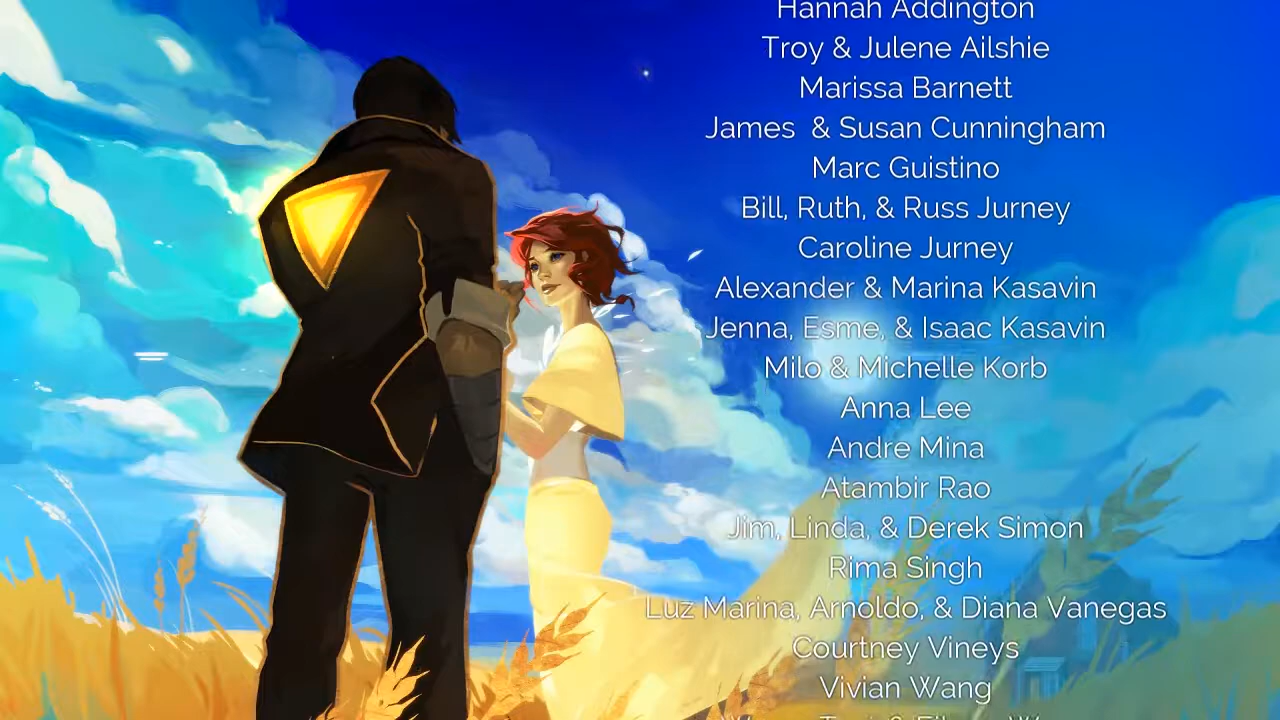 Hannah Addington
Troy & Julene Ailshie
Marissa Barnett
James & Susan Cunningham
Marc Guistino
Bill, Ruth, & Russ Jurney
Caroline Jurney
Alexander & Marina Kasavin
Jenna, Esme, & Isaac Kasavin
Milo & Michelle Korb
Anna Lee
Andre Mina
Atambir Rao
Jim, Linda, & Derek Simon
Rima Singh
Luz Marina, Arnoldo, & Diana Vanegas
Courtney Vineys
Vivian Wang